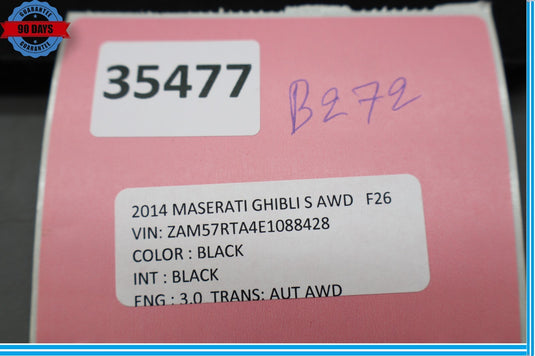 GUARANTEE
90 DAYS
GUARANTEE
35477
B272
2014 MASERATI GHIBLI S AWD F26
VIN: ZAM57RTA4E1088428
COLOR : BLACK
INT : BLACK
ENG : 3.0 TRANS: AUT AWD